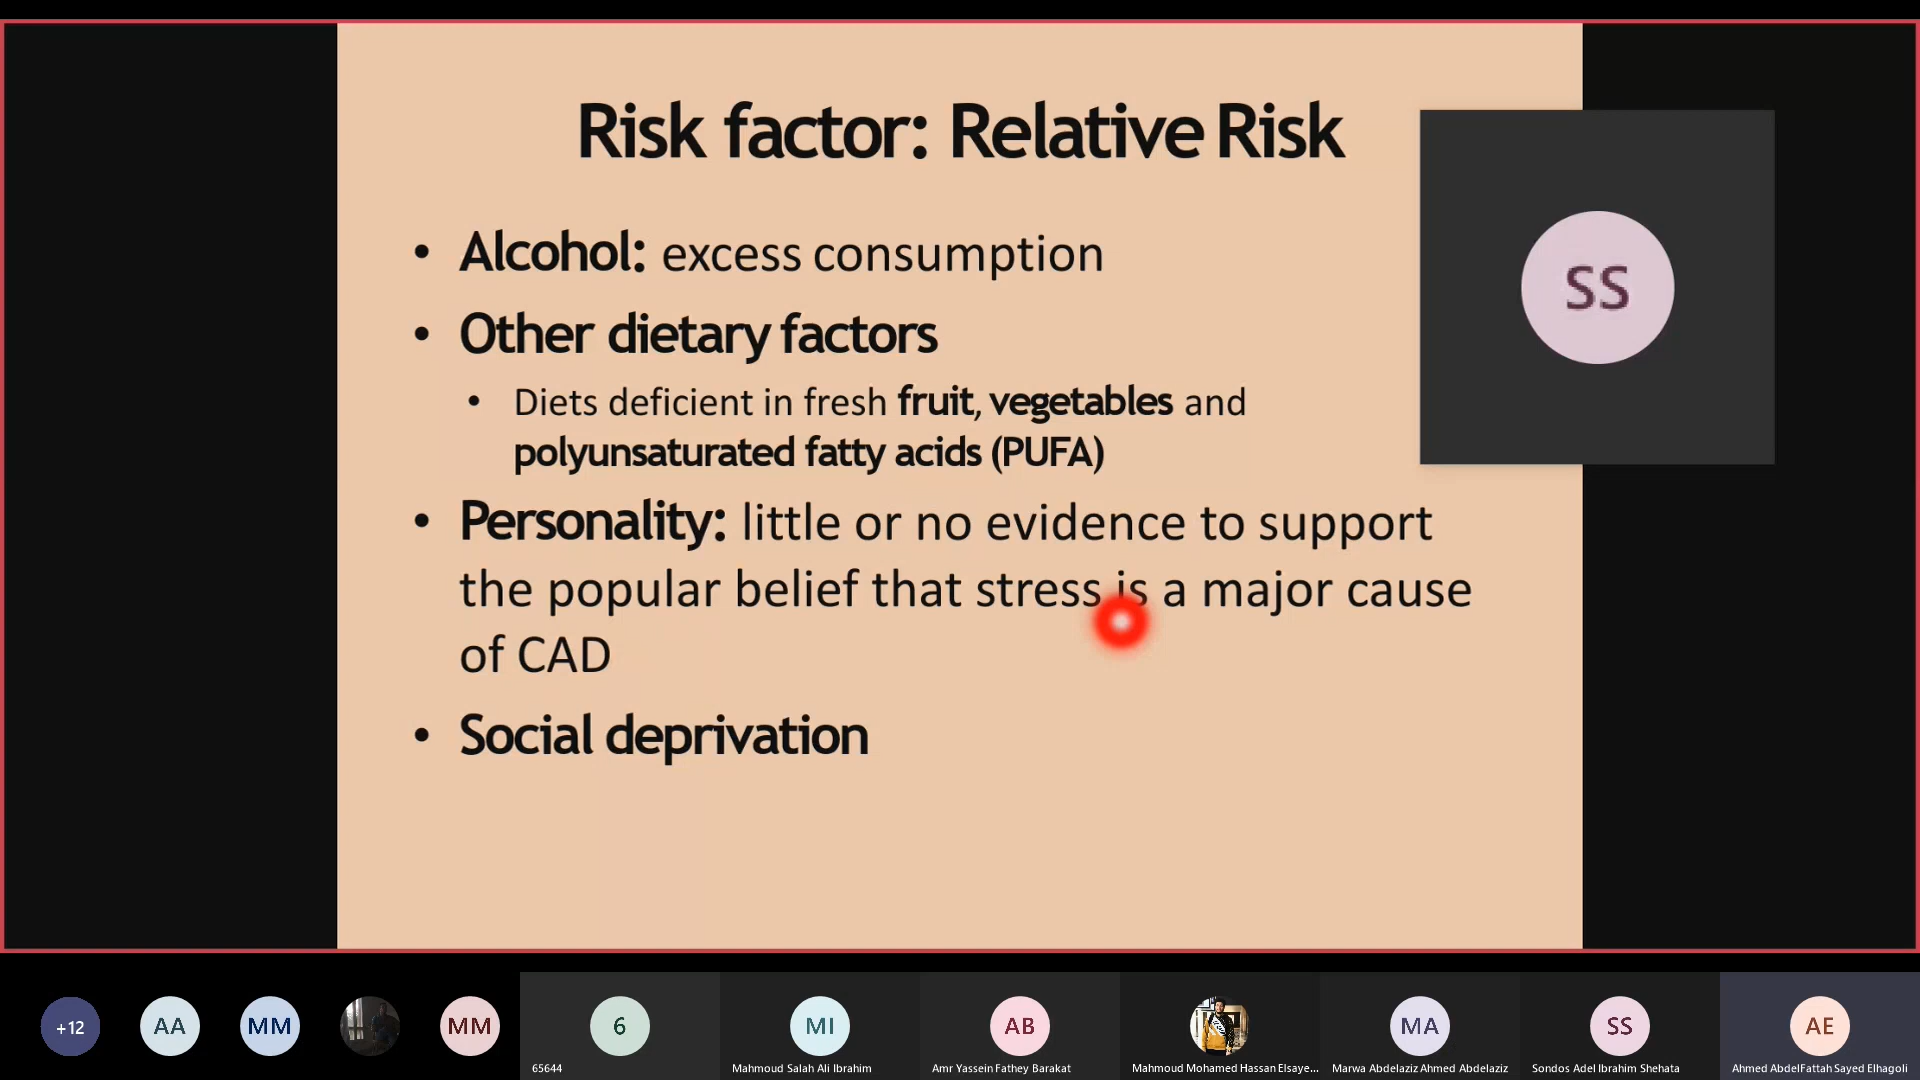 Risk factor: Relative Risk
• Alcohol: excess consumption
• Other dietary factors
• Diets deficient in fresh fruit, vegetables and
polyunsaturated fatty acids (PUFA)
• Personality: little or no evidence to support
the popular belief that stress is a major cause
of CAD
• Social deprivation
SS
+12
AA
MM
MM
6
65644
MI
Mahmoud Salah Ali Ibrahim
AB
Amr Yassein Fathey Barakat
Mahmoud Mohamed Hassan Elsaye...
MA
Marwa Abdelaziz Ahmed Abdelaziz
SS
Sondos Adel Ibrahim Shehata
AE
Ahmed AbdelFattah Sayed Elhagoli